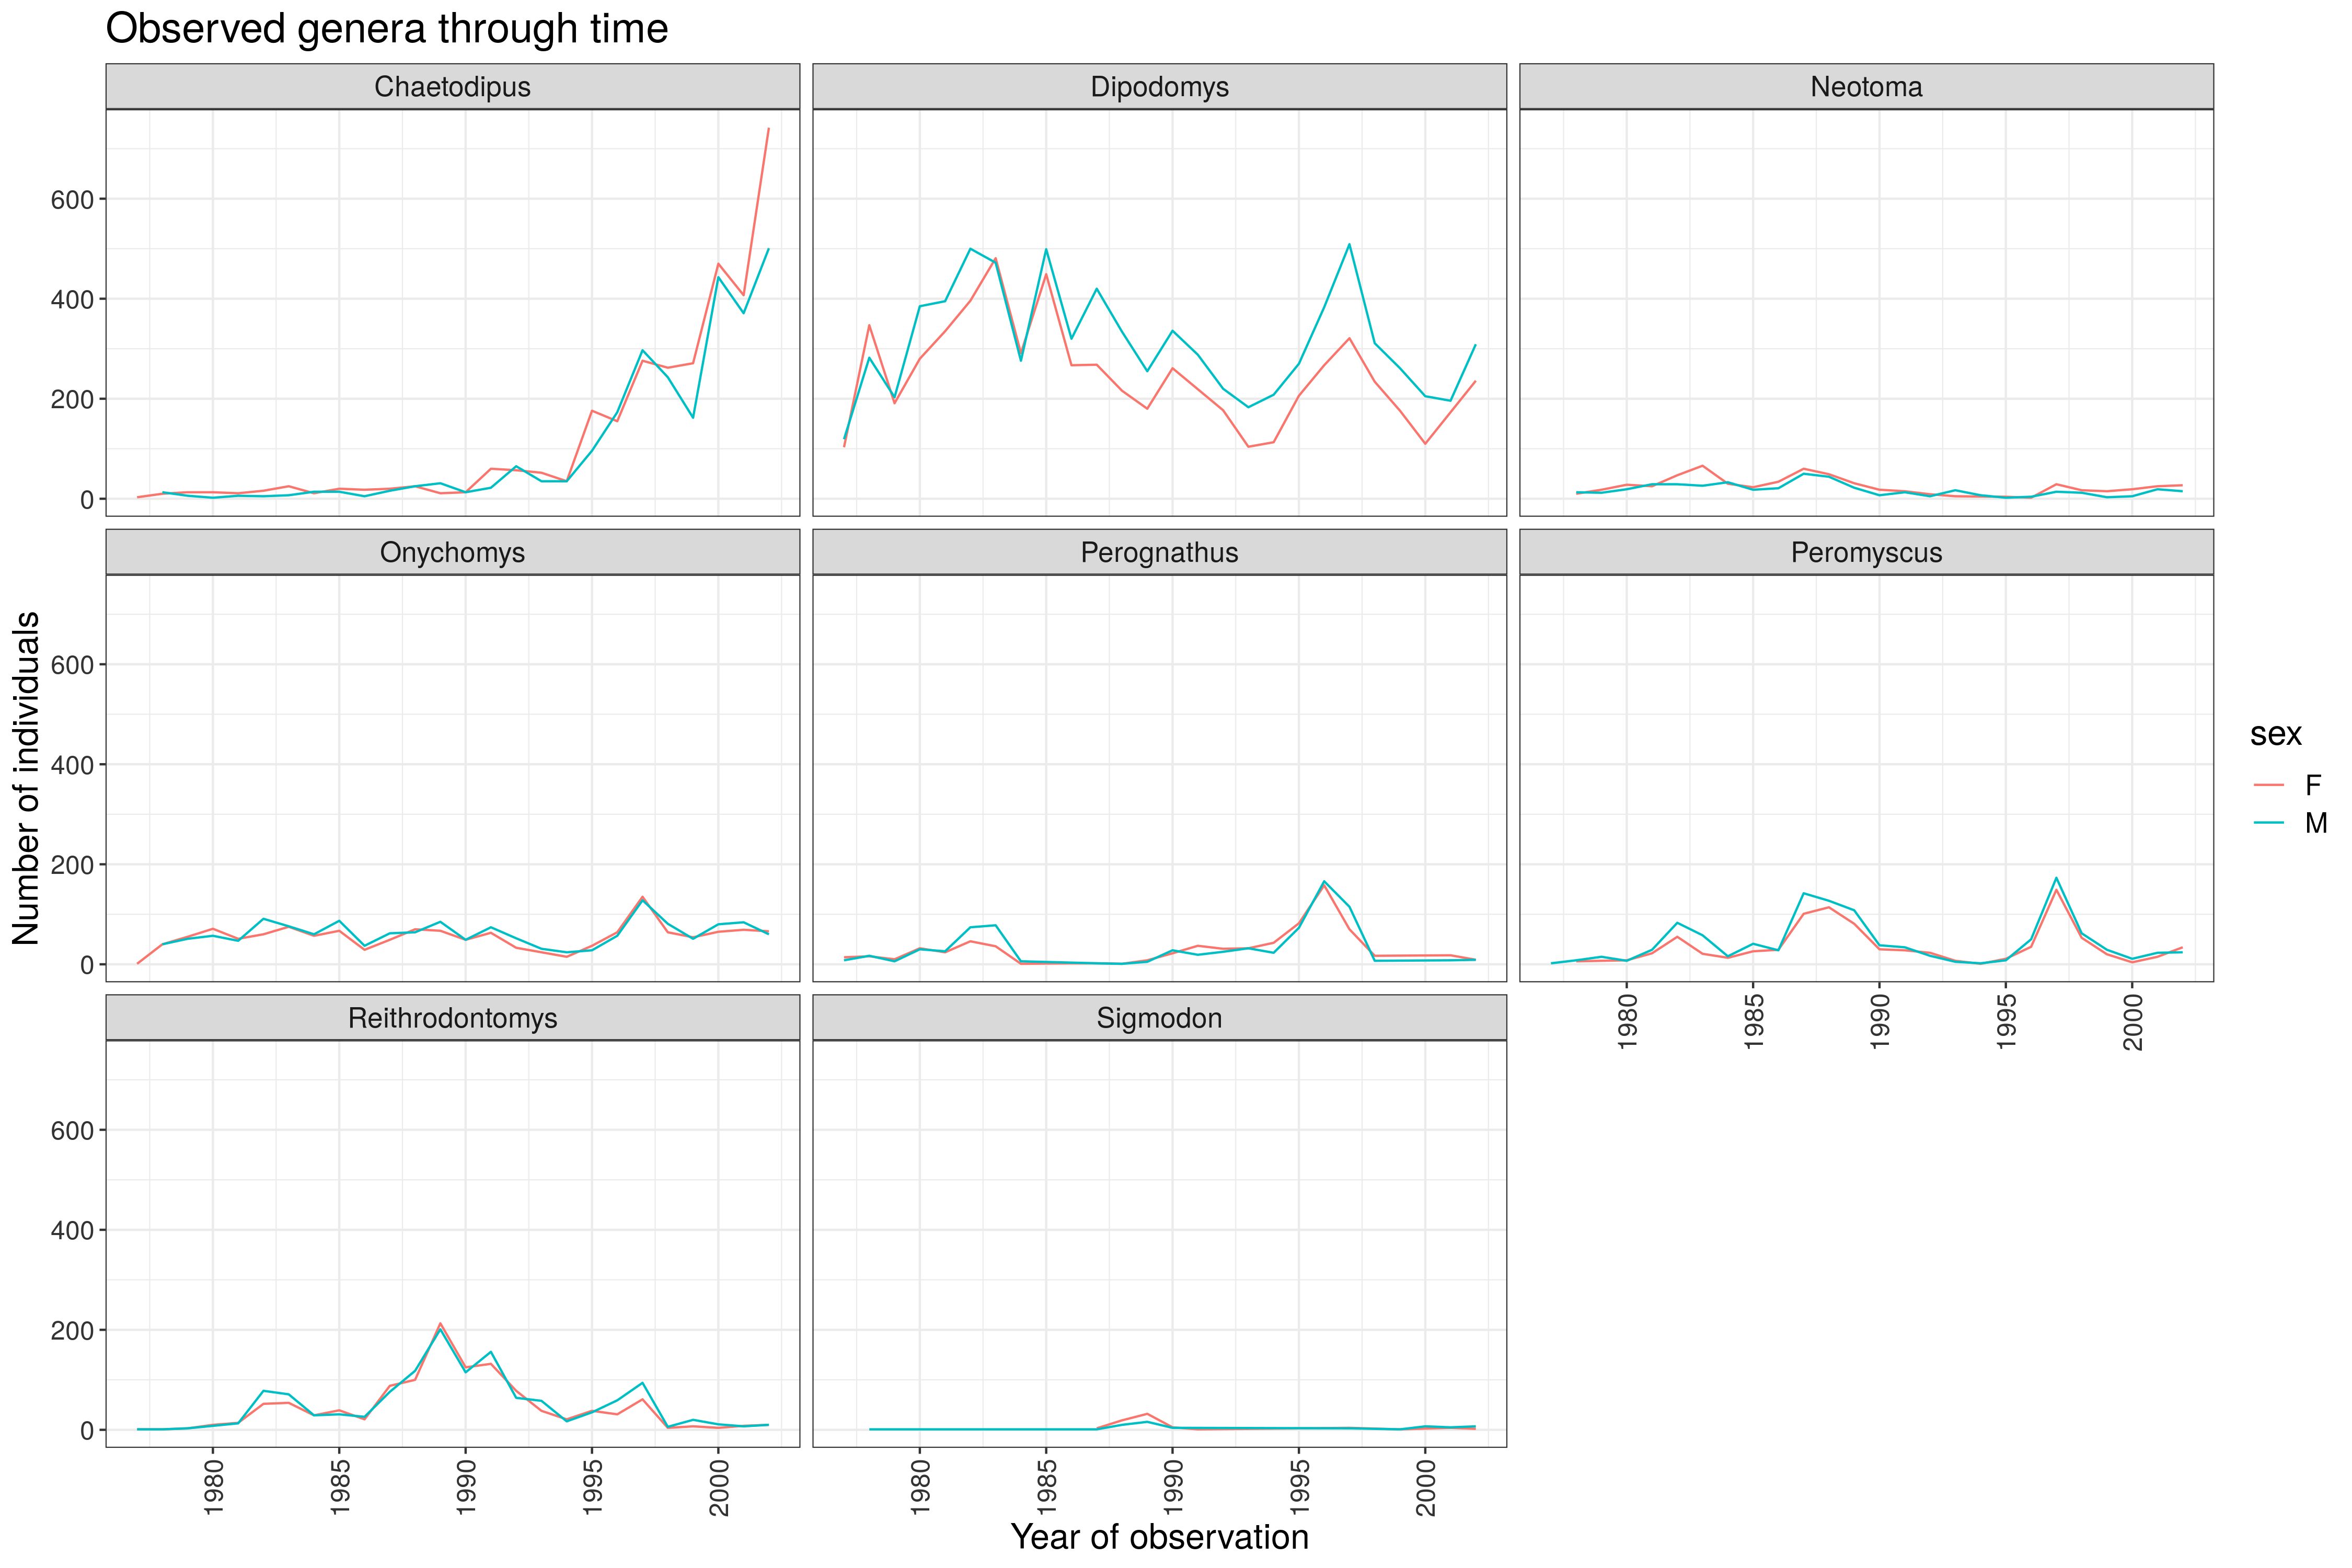 Observed genera through time
Chaetodipus
Dipodomys
Neotoma
600
400
200
0
Onychomys
Perognathus
Peromyscus
600
400
200
0
1980
1985
1990
1995
2000
Reithrodontomys
Sigmodon
600
400
200
0
1980
1985
1990
1995
2000
1980
1985
1990
1995
2000
Year of observation
Number of individuals
sex
F
M